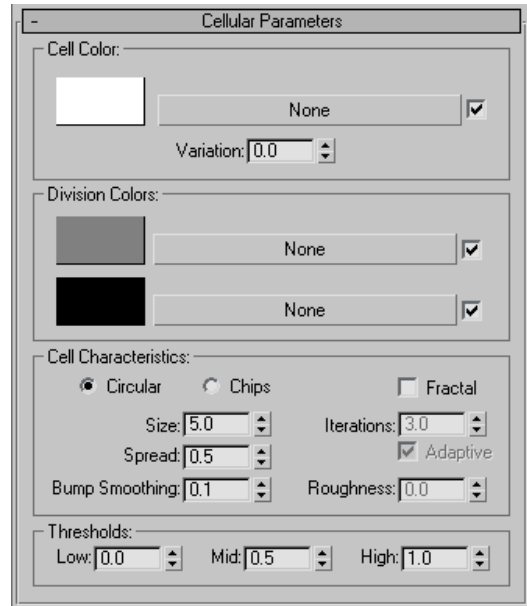 - Cellular Parameters
Cell Color:
None
Variation: 0.0
Division Colors:
None
None
Cell Characteristics:
Circular Chips Fractal
Size: 5.0 Iterations: 3.0
Spread: 0.5 Adaptive
Bump Smoothing: 0.1 Roughness: 0.0
Thresholds:
Low: 0.0 Mid: 0.5 High: 1.0